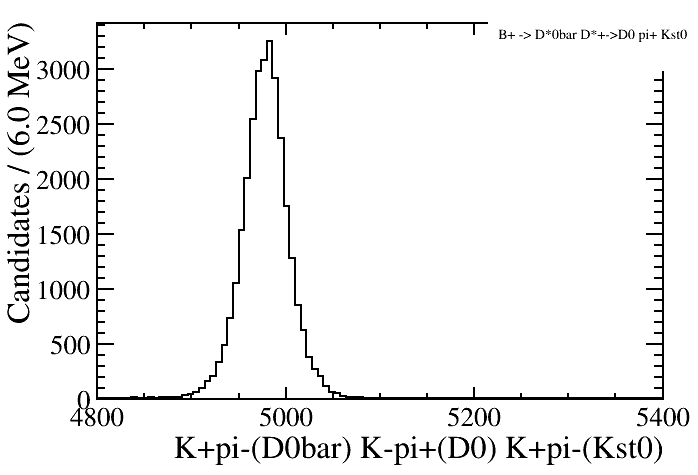 B+ -> D*0bar D*+->D0 pi+ Kst0
Candidates / (6.0 MeV)
3000
2500
2000
1500
1000
500
0
4800 5000 5200 5400
K+pi-(D0bar) K-pi+(D0) K+pi-(Kst0)